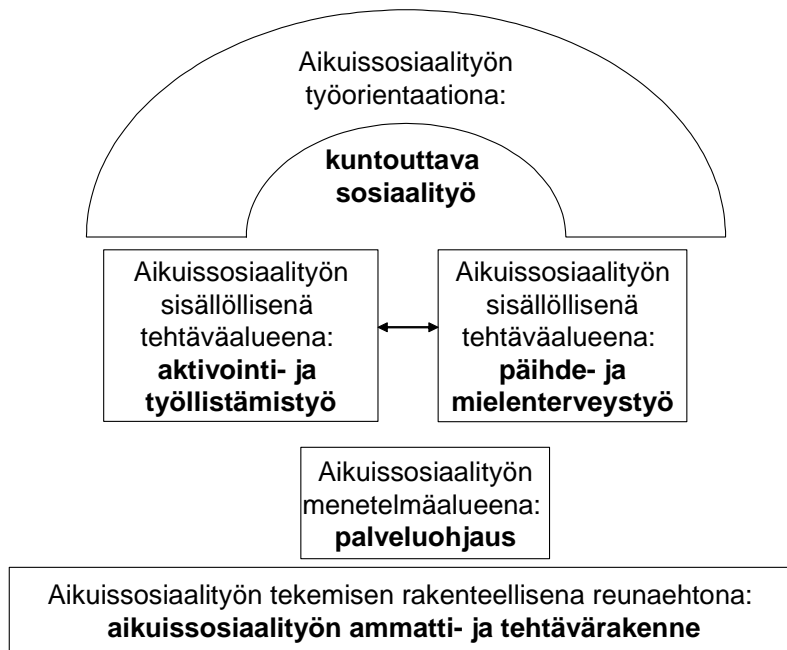 Aikuissosiaalityön
työorientaationa:
kuntouttava
sosiaalityö
Aikuissosiaalityön
sisällöllisenä
tehtäväalueena:
aktivointi- ja
työllistämistyö
Aikuissosiaalityön
sisällöllisenä
tehtäväalueena:
päihde- ja
mielenterveystyö
Aikuissosiaalityön
menetelmäalueena:
palveluohjaus
Aikuissosiaalityön tekemisen rakenteellisena reunaehtona:
aikuissosiaalityön ammatti- ja tehtävärakenne